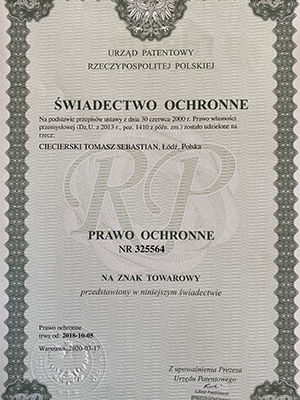 URZĄD PATENTOWY
RZECZYPOSPOLITEJ POLSKIEJ
ŚWIADECTWO OCHRONNE
Na podstawie przepisów ustawy z dnia 30 czerwca 2000 r. Prawo własności
przemysłowej (Dz.U. z 2013 r., poz. 1410 z późn. zm.) zostało udzielone na
rzecz:
CIECIERSKI TOMASZ SEBASTIAN, Łódź, Polska
RP
PRAWO OCHRONNE
NR 325564
NA ZNAK TOWAROWY
przedstawiony w niniejszym świadectwie
Prawo ochronne
trwa od: 2018-10-05
Warszawa, 2020-03-17
Z upoważnienia Prezesa
Urzędu Patentowego